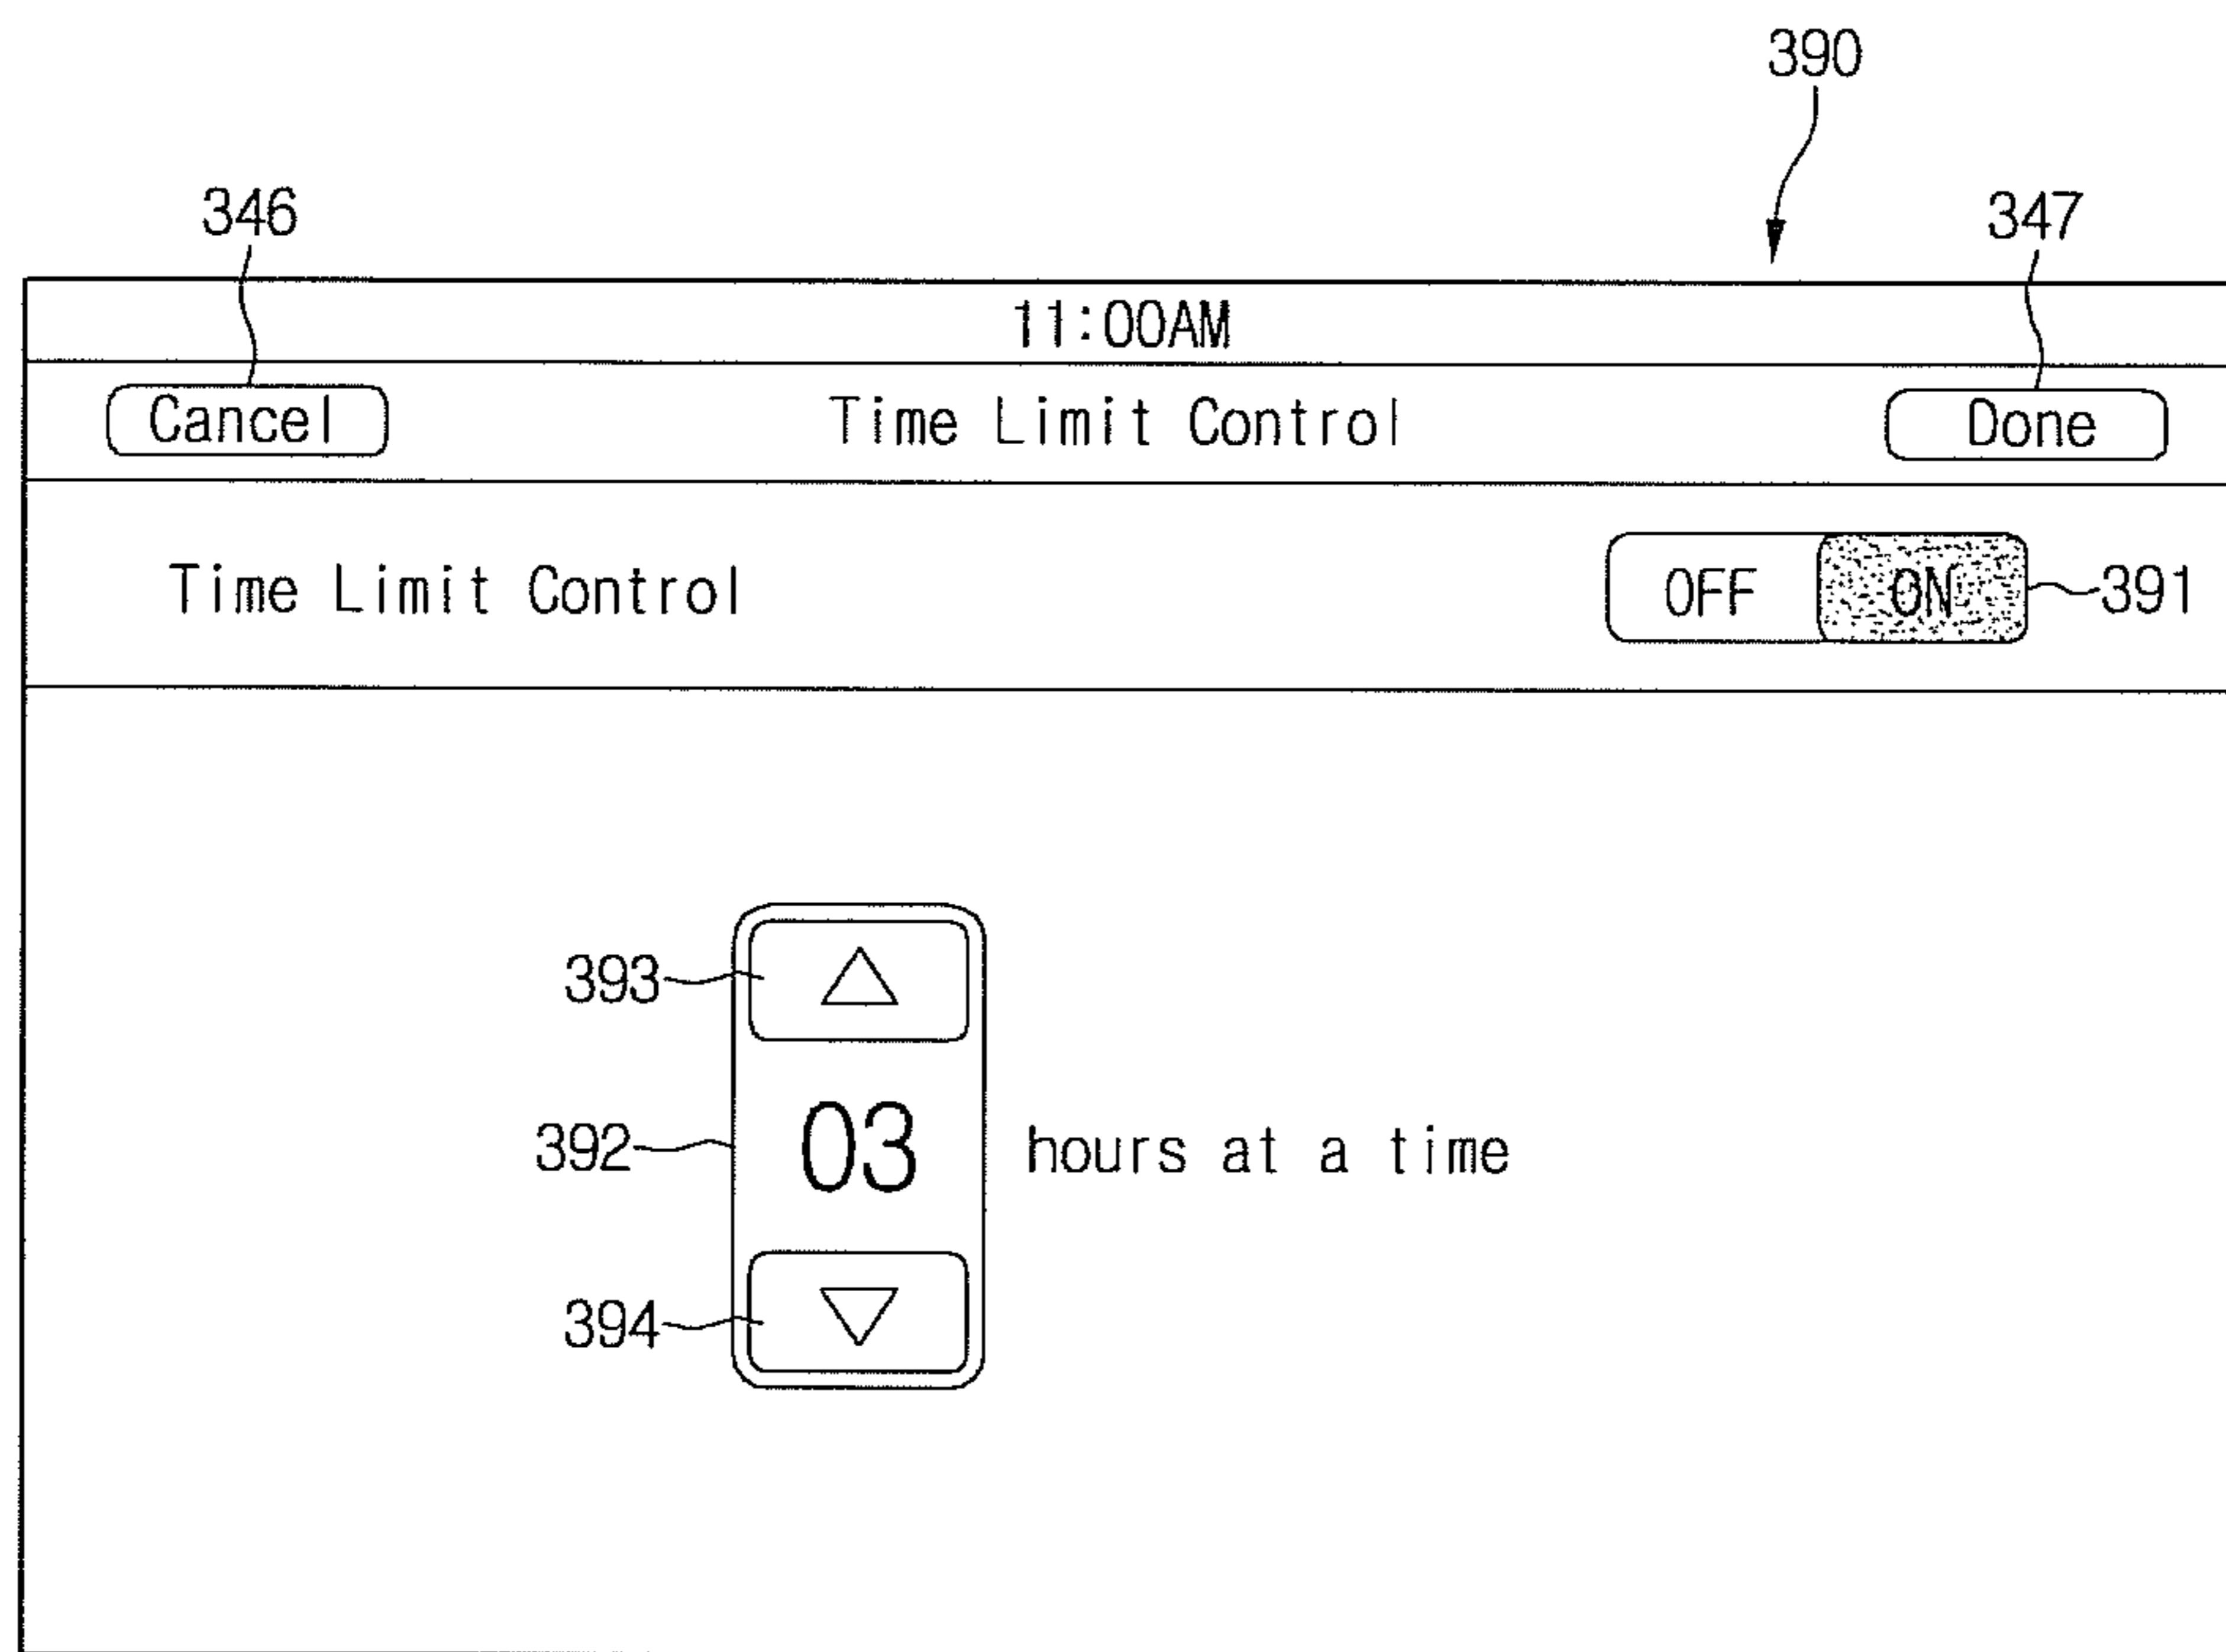 390
346
347
11:00AM
Cancel Time Limit Control Done
Time Limit Control OFF ON 391
393
392 03 hours at a time
394